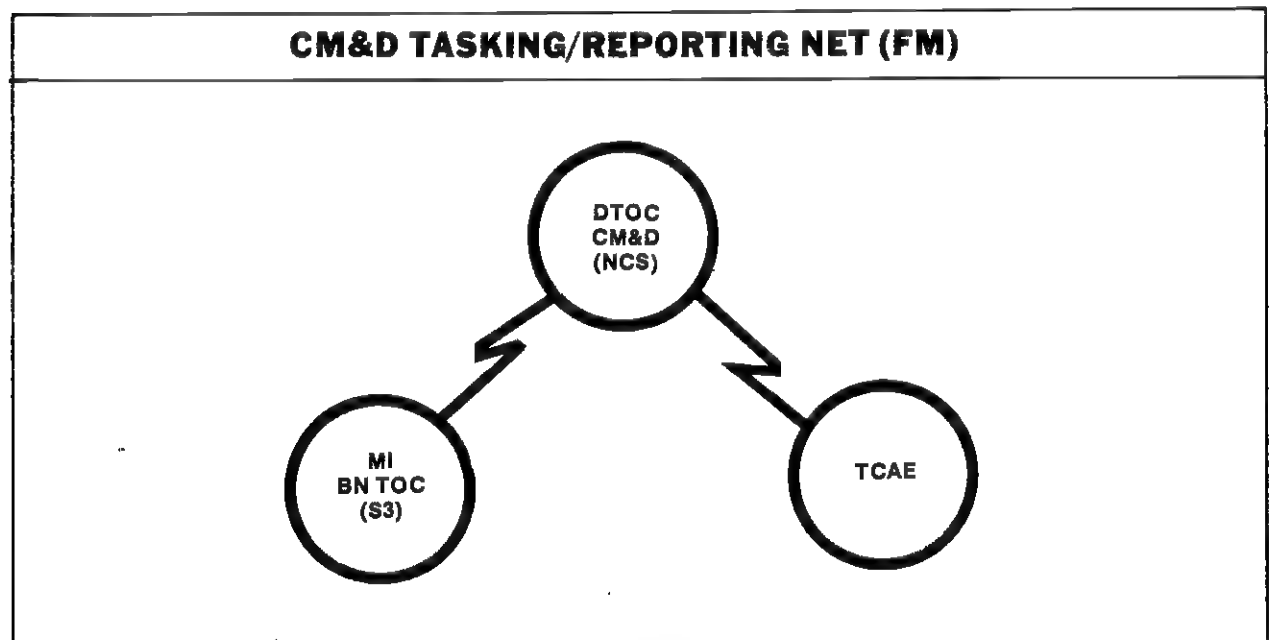 CM&D TASKING/REPORTING NET (FM)
DTOC
CM&D
(NCS)
MI
BN TOC
(S3)
TCAE